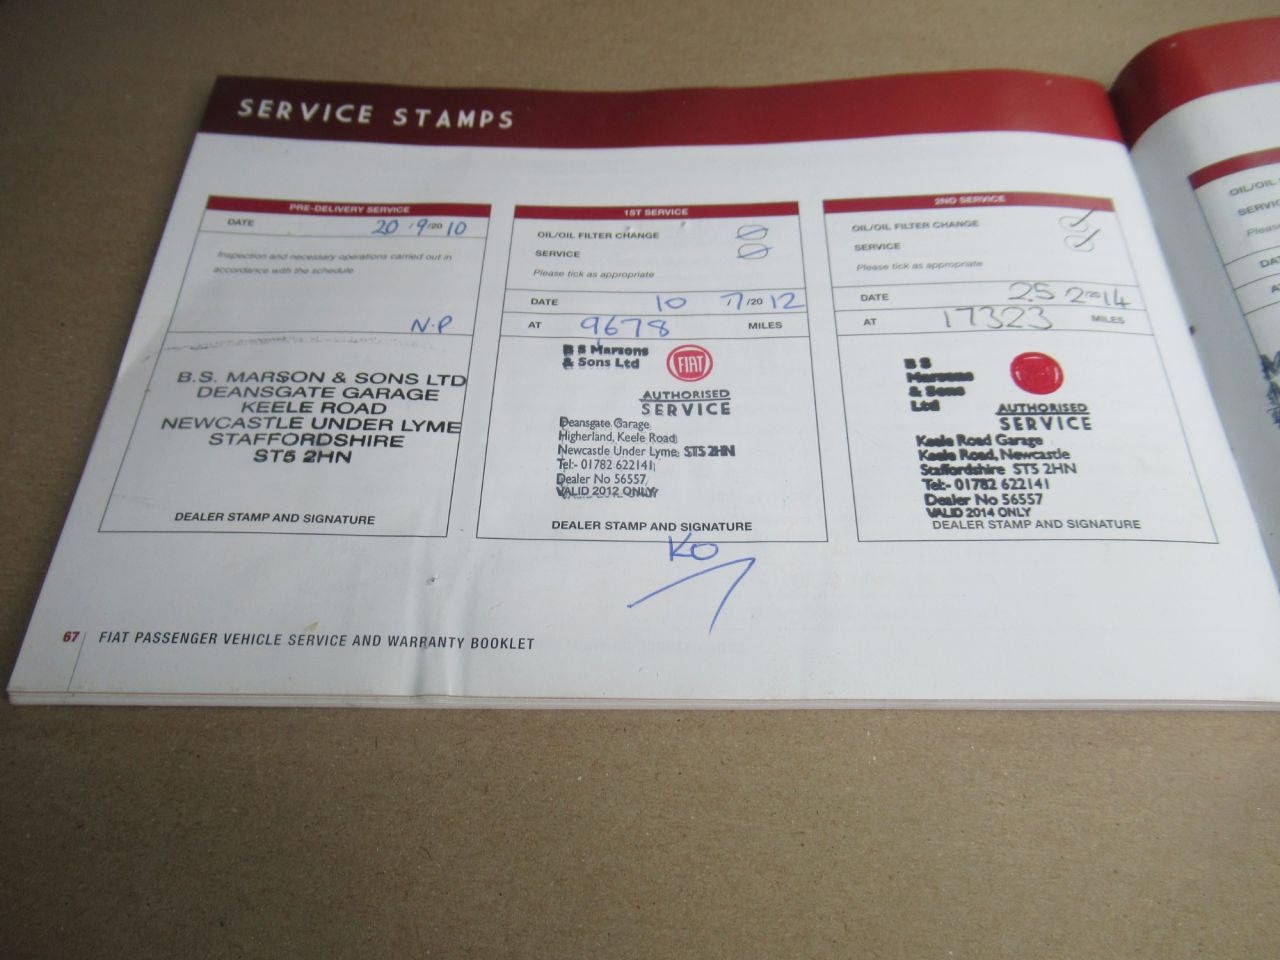 SERVICE STAMPS
PRE-DELIVERY SERVICE
DATE 20 / 9 /20 10
Inspection and necessary operations carried out in
accordance with the schedule
N.P
B.S. MARSON & SONS LTD
DEANSGATE GARAGE
KEELE ROAD
NEWCASTLE UNDER LYME
STAFFORDSHIRE
ST5 2HN
DEALER STAMP AND SIGNATURE
1ST SERVICE
OIL/OIL FILTER CHANGE
SERVICE
Please tick as appropriate
DATE 10 / 7 /20 12
AT 9678 MILES
B S Marsons
& Sons Ltd
FIAT
AUTHORISED
SERVICE
Deansgate Garage
Higherland, Keele Road
Newcastle Under Lyme ST5 2HN
Tel:- 01782 622141
Dealer No 56557
VALID 2012 ONLY
DEALER STAMP AND SIGNATURE
KO
2ND SERVICE
OIL/OIL FILTER CHANGE
SERVICE
Please tick as appropriate
DATE 25 2 /20 14
AT 17323 MILES
B S
Marsons
& Sons
Ltd
AUTHORISED
SERVICE
Keele Road Garage
Keele Road, Newcastle
Staffordshire ST5 2HN
Tel:- 01782 622141
Dealer No 56557
VALID 2014 ONLY
DEALER STAMP AND SIGNATURE
67 FIAT PASSENGER VEHICLE SERVICE AND WARRANTY BOOKLET
OIL/OIL